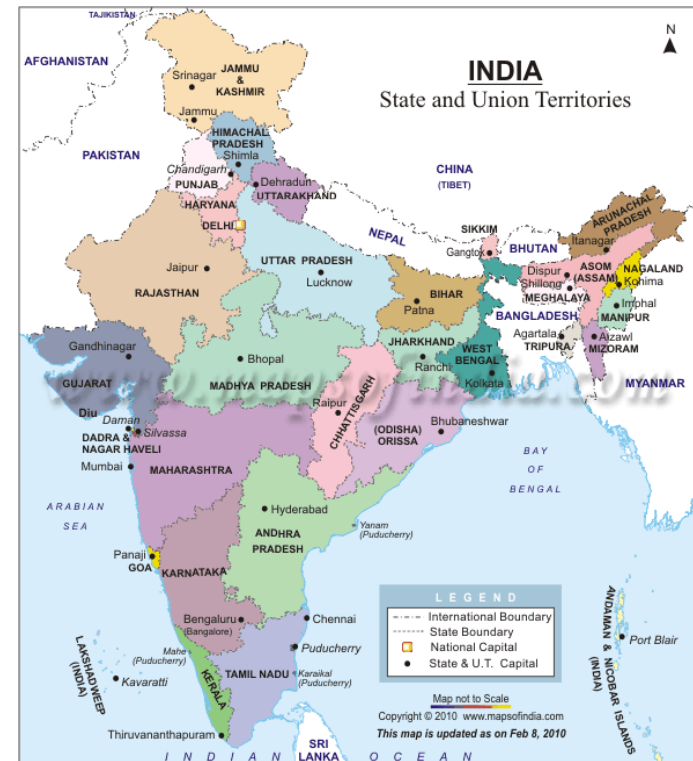 TAJIKISTAN
AFGHANISTAN
N
INDIA
State and Union Territories
JAMMU
&
KASHMIR
Srinagar
Jammu
HIMACHAL
PRADESH
Shimla
PAKISTAN
Chandigarh
PUNJAB
Dehradun
UTTARAKHAND
CHINA
(TIBET)
HARYANA
DELHI
NEPAL
SIKKIM
Gangtok
BHUTAN
ARUNACHAL
PRADESH
Itanagar
Jaipur
RAJASTHAN
UTTAR PRADESH
Lucknow
BIHAR
Patna
Dispur
Shillong
MEGHALAYA
ASOM
(ASSAM)
NAGALAND
Kohima
Imphal
MANIPUR
BANGLADESH
Gandhinagar
GUJARAT
Bhopal
MADHYA PRADESH
JHARKHAND
Ranchi
WEST
BENGAL
Kolkata
Agartala
TRIPURA
Aizawl
MIZORAM
MYANMAR
www.mapsofindia.com
Diu
Daman
Silvassa
DADRA &
NAGAR HAVELI
Raipur
CHHATTISGARH
(ODISHA)
ORISSA
Bhubaneshwar
Mumbai
MAHARASHTRA
BAY
OF
BENGAL
ARABIAN
SEA
Hyderabad
ANDHRA
PRADESH
Yanam
(Puducherry)
Panaji
GOA
KARNATAKA
Bengaluru
(Bangalore)
Chennai
Mahe
(Puducherry)
Puducherry
TAMIL NADU
Karaikal
(Puducherry)
KERALA
LAKSHADWEEP
(INDIA)
Kavaratti
Thiruvananthapuram
ANDAMAN & NICOBAR ISLANDS
(INDIA)
Port Blair
LEGEND
International Boundary
State Boundary
National Capital
State & U.T. Capital
Map not to Scale
Copyright © 2010 www.mapsofindia.com
This map is updated as on Feb 8, 2010
SRI
LANKA
INDIAN OCEAN